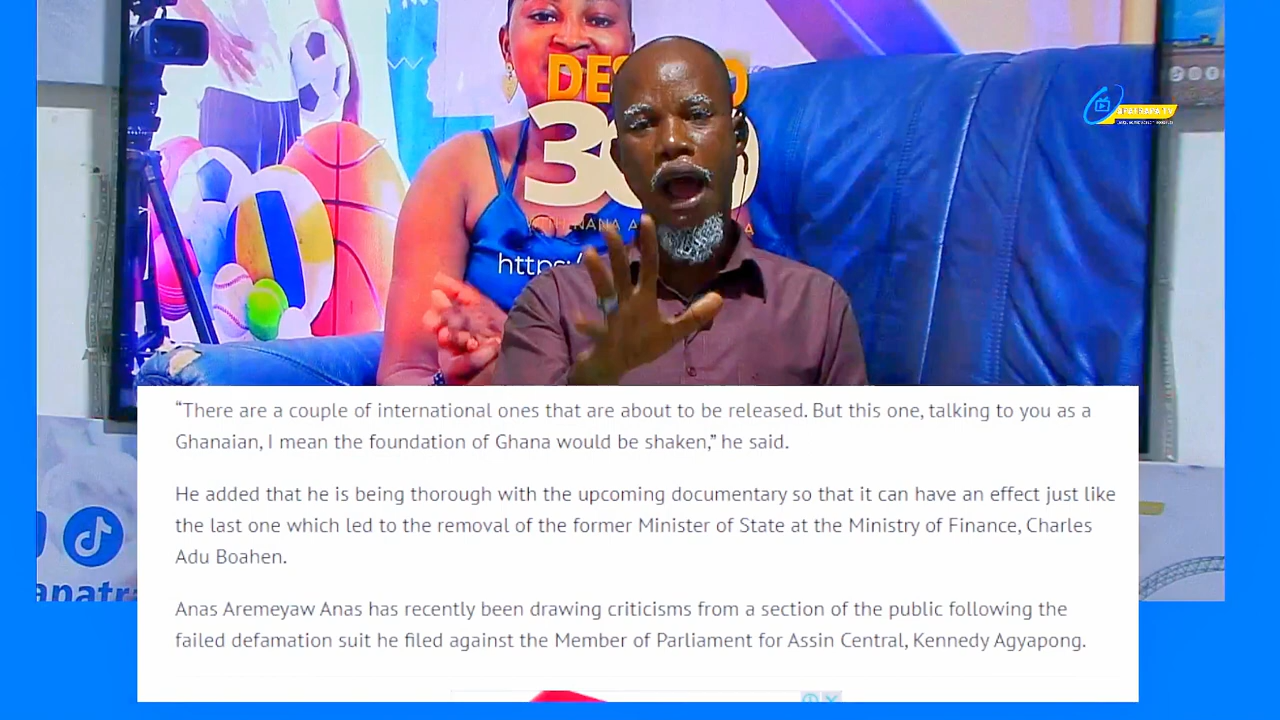 300
https:/
“There are a couple of international ones that are about to be released. But this one, talking to you as a
Ghanaian, I mean the foundation of Ghana would be shaken,” he said.
He added that he is being thorough with the upcoming documentary so that it can have an effect just like
the last one which led to the removal of the former Minister of State at the Ministry of Finance, Charles
Adu Boahen.
Anas Aremeyaw Anas has recently been drawing criticisms from a section of the public following the
failed defamation suit he filed against the Member of Parliament for Assin Central, Kennedy Agyapong.